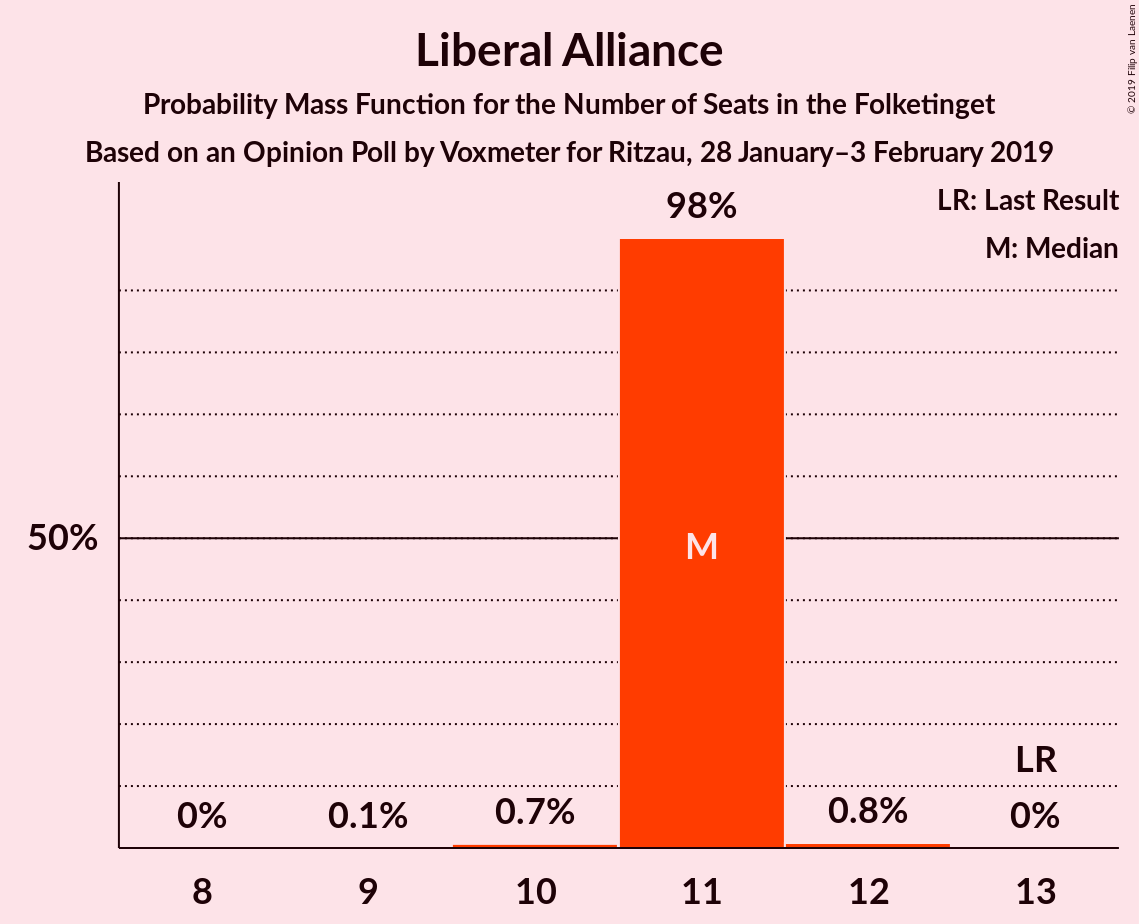 Liberal Alliance
Probability Mass Function for the Number of Seats in the Folketinget
Based on an Opinion Poll by Voxmeter for Ritzau, 28 January–3 February 2019
© 2019 Filip van Laenen
LR: Last Result
M: Median
98%
50%
M
LR
0%
0.1%
0.7%
0.8%
0%
8
9
10
11
12
13